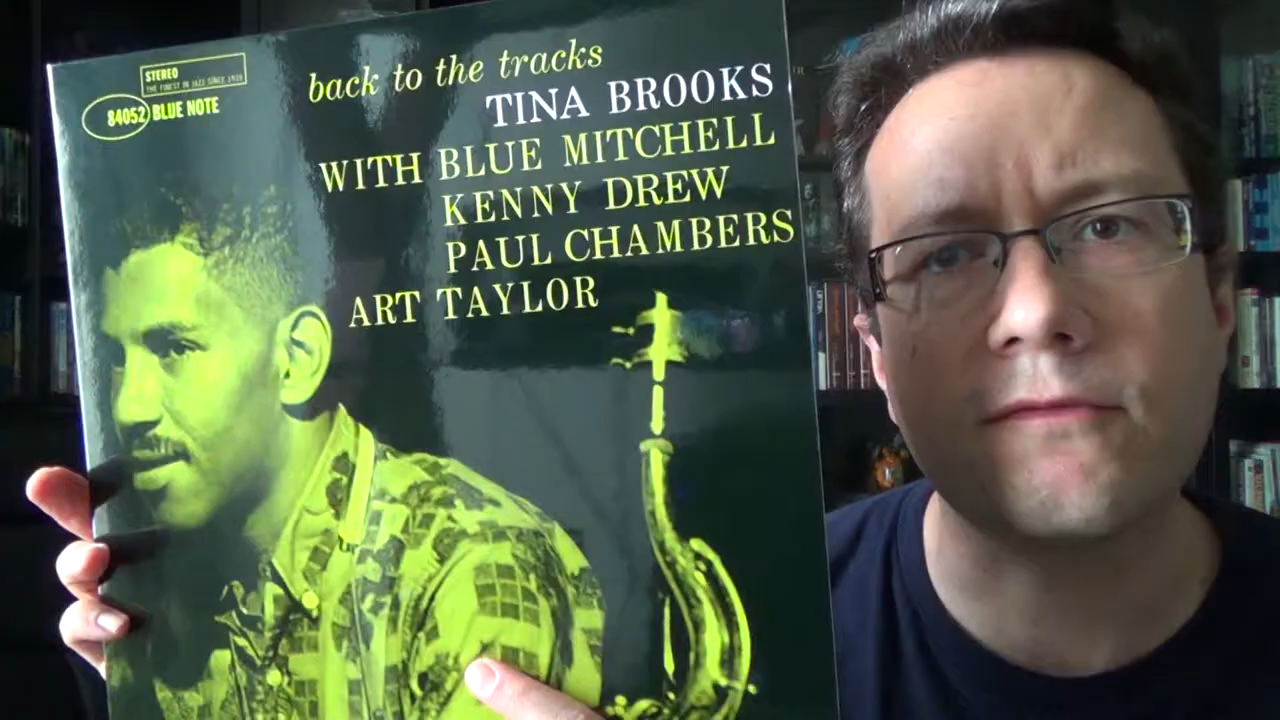 STEREO
THE FINEST IN JAZZ SINCE 1939
84052 BLUE NOTE
back to the tracks
TINA BROOKS
WITH BLUE MITCHELL
KENNY DREW
PAUL CHAMBERS
ART TAYLOR